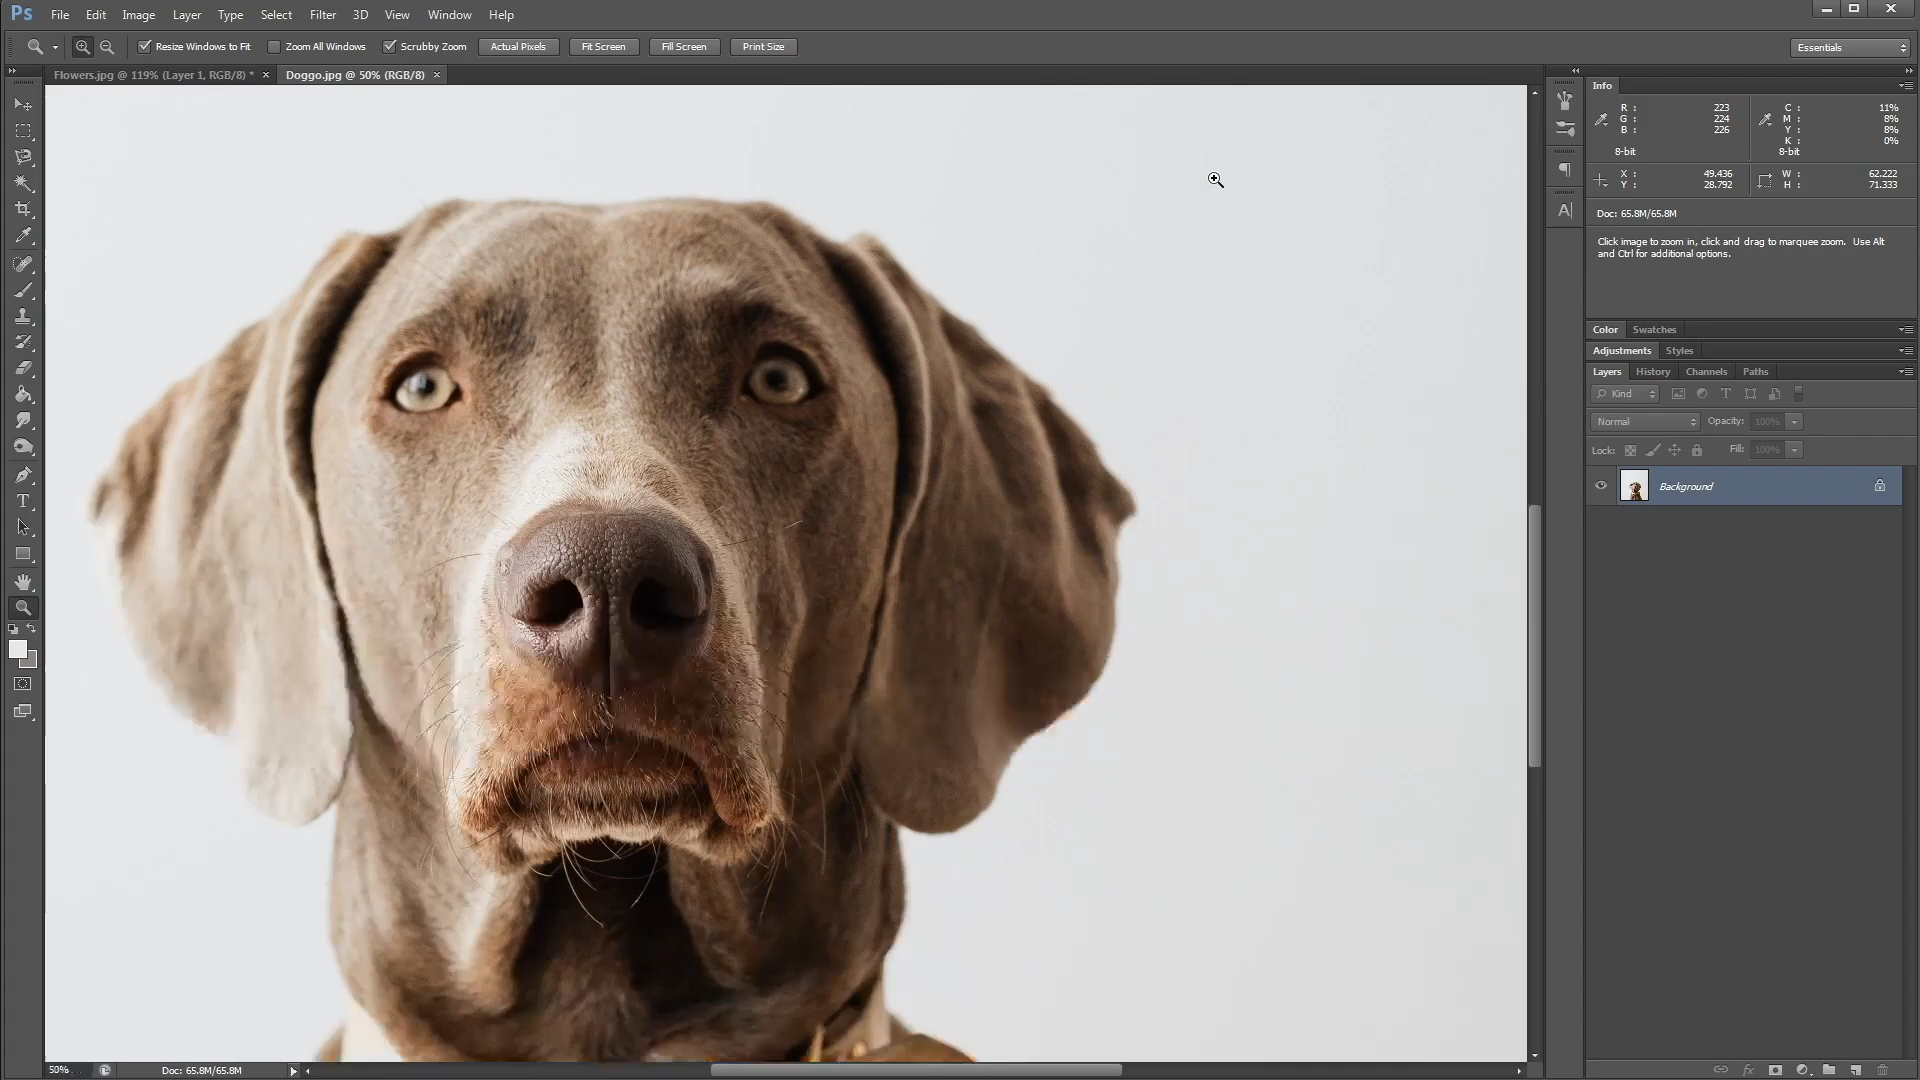 Ps File Edit Image Layer Type Select Filter 3D View Window Help
Resize Windows to Fit Zoom All Windows Scrubby Zoom Actual Pixels Fit Screen Fill Screen Print Size Essentials
Flowers.jpg @ 119% (Layer 1, RGB/8) * × Doggo.jpg @ 50% (RGB/8) ×
Info
R : 223 C : 11%
G : 224 M : 8%
B : 226 Y : 8%
K : 0%
8-bit 8-bit
X : 49.436 W : 62.222
Y : 28.792 H : 71.333
Doc: 65.8M/65.8M
Click image to zoom in, click and drag to marquee zoom. Use Alt
and Ctrl for additional options.
Color Swatches
Adjustments Styles
Layers History Channels Paths
Kind
Normal Opacity: 100%
Lock: Fill: 100%
Background
50% Doc: 65.8M/65.8M